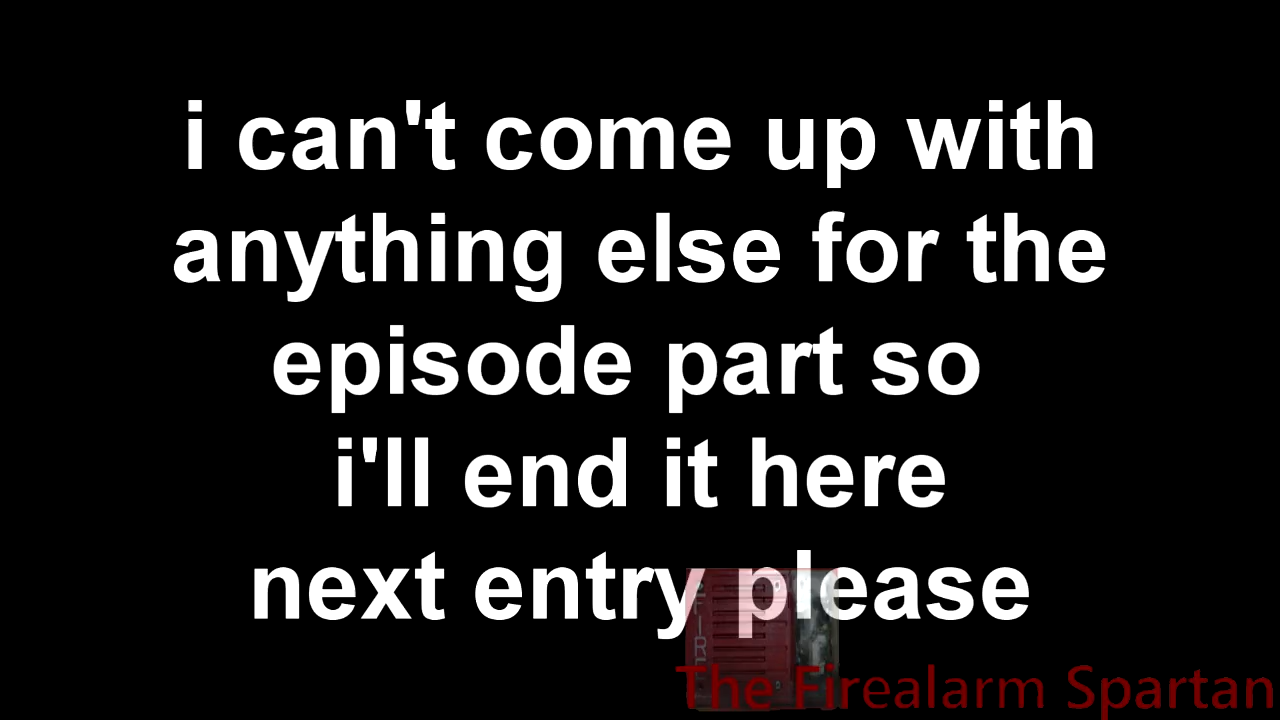 i can't come up with
anything else for the
episode part so
i'll end it here
next entry please
FIRE
The Firealarm Spartan